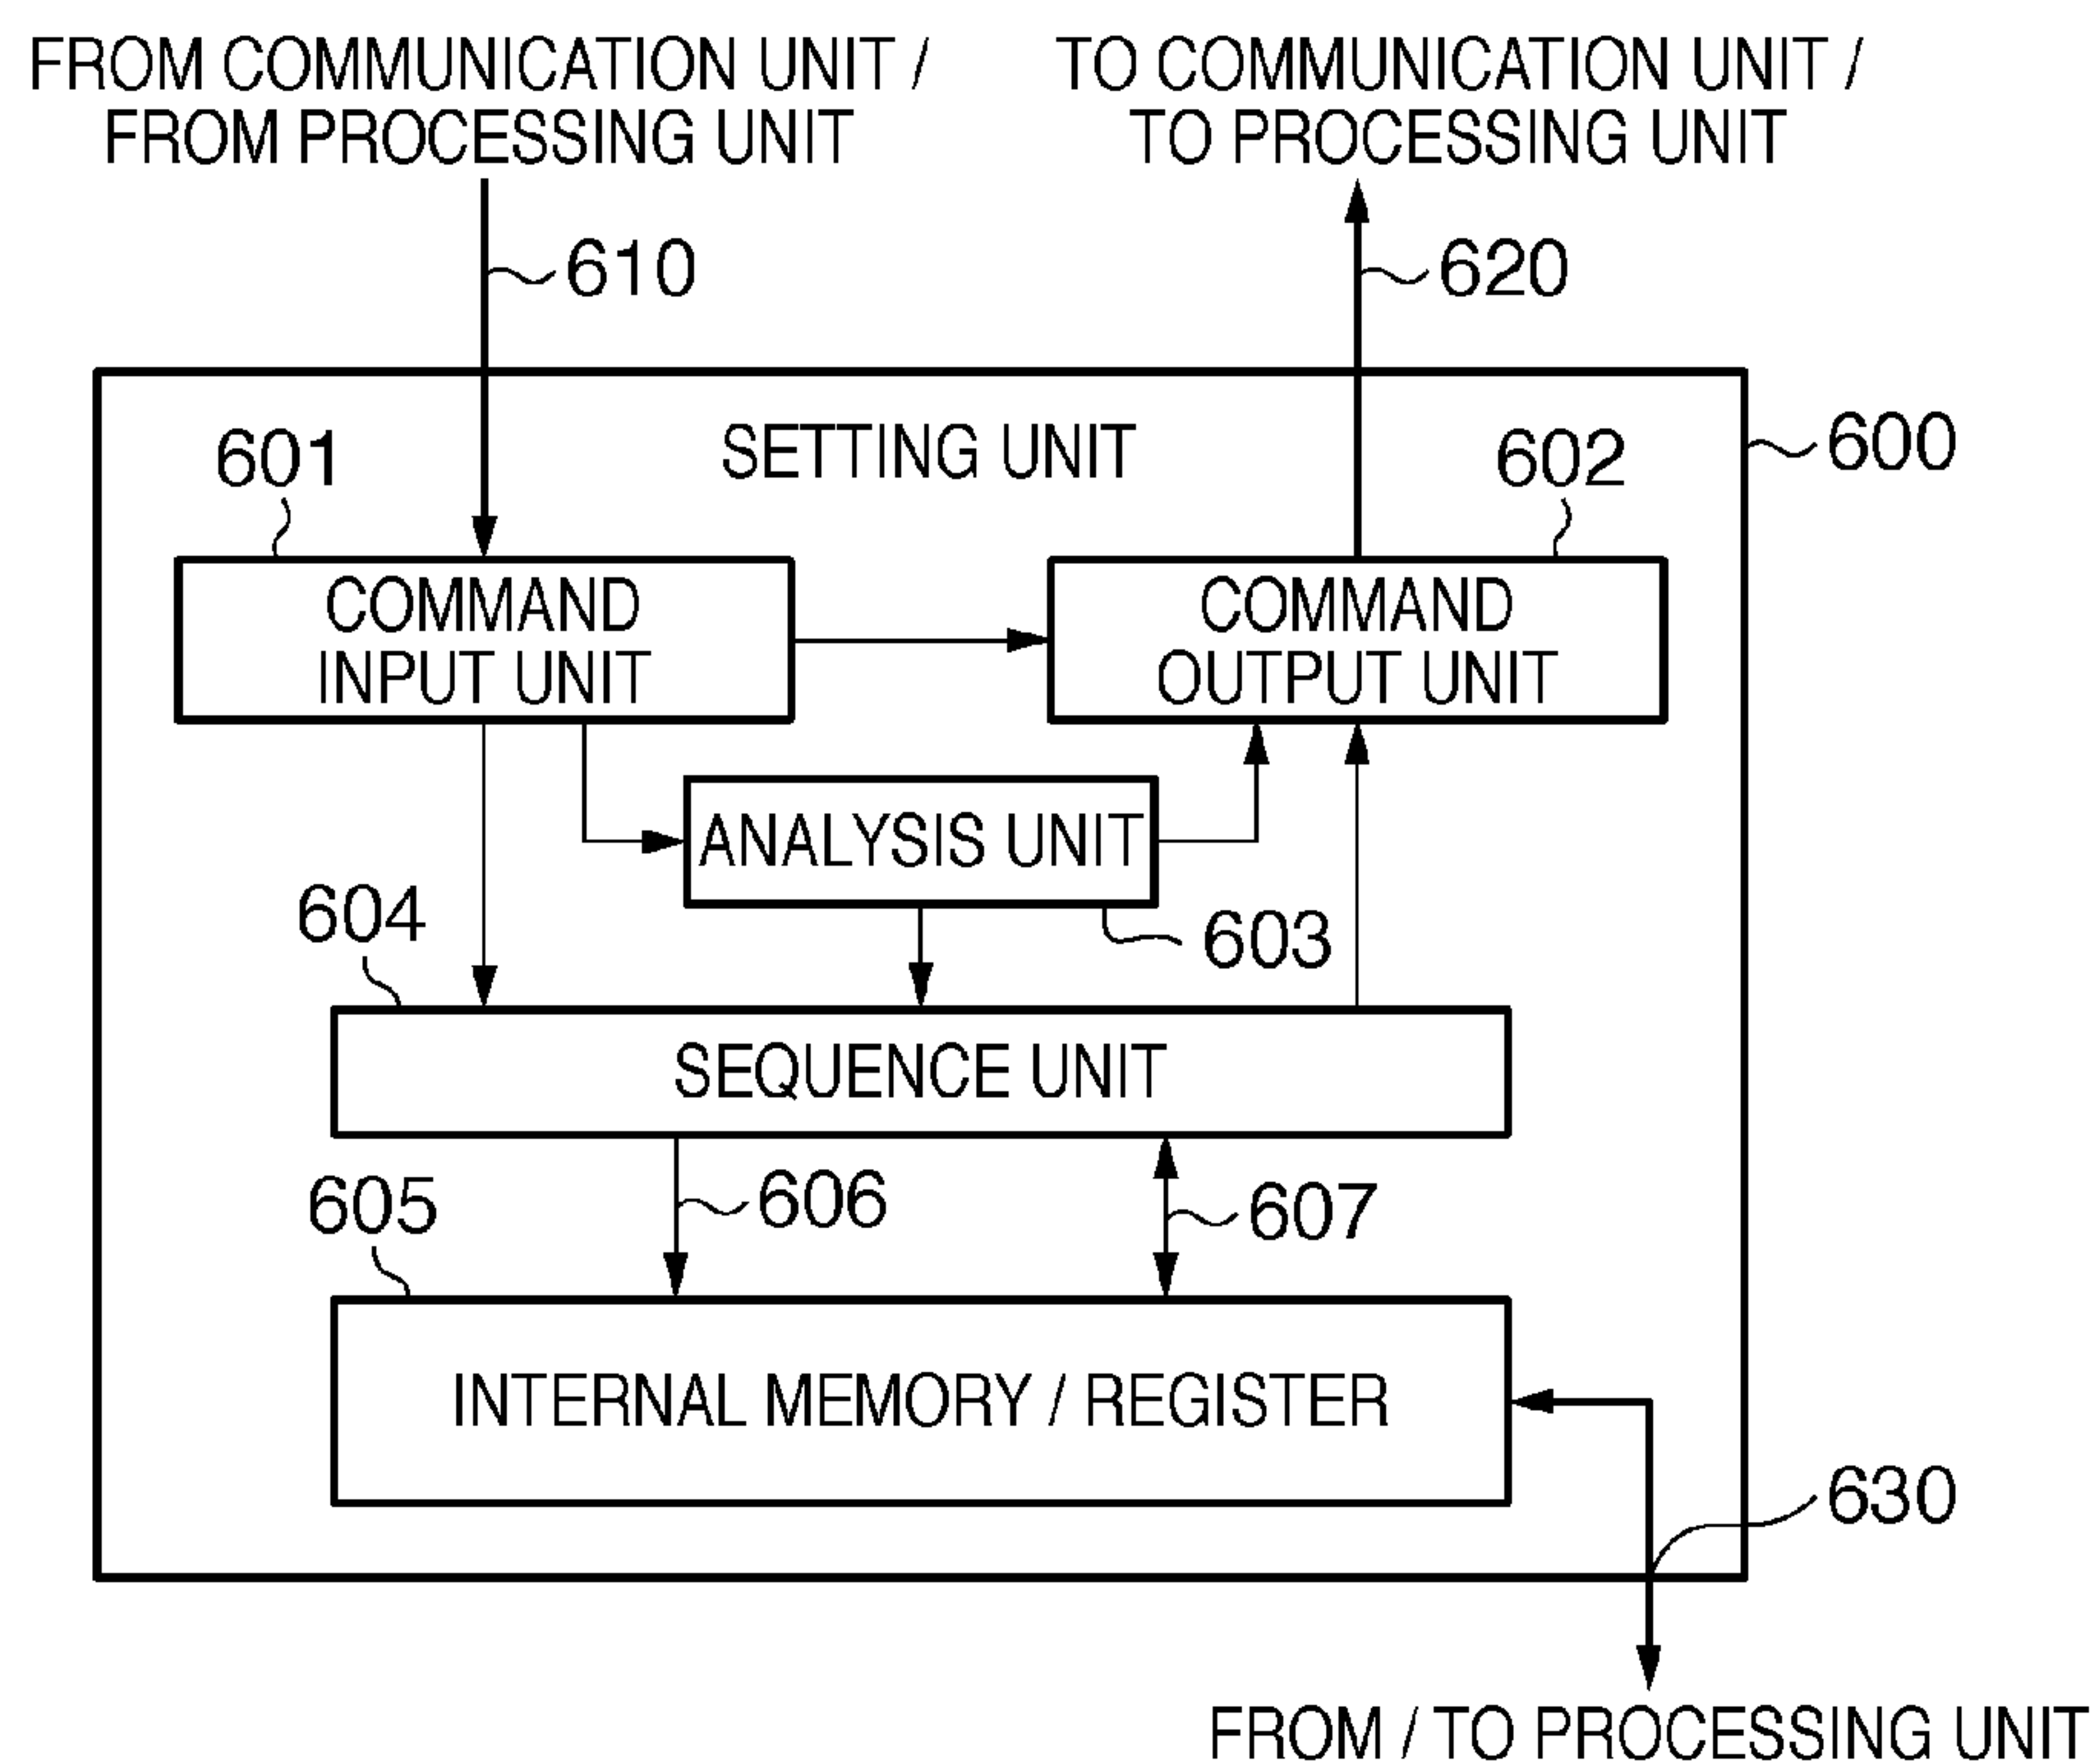 FROM COMMUNICATION UNIT /
FROM PROCESSING UNIT
TO COMMUNICATION UNIT /
TO PROCESSING UNIT
610
620
SETTING UNIT
600
601
602
COMMAND
INPUT UNIT
COMMAND
OUTPUT UNIT
ANALYSIS UNIT
604
603
SEQUENCE UNIT
605
606
607
INTERNAL MEMORY / REGISTER
630
FROM / TO PROCESSING UNIT